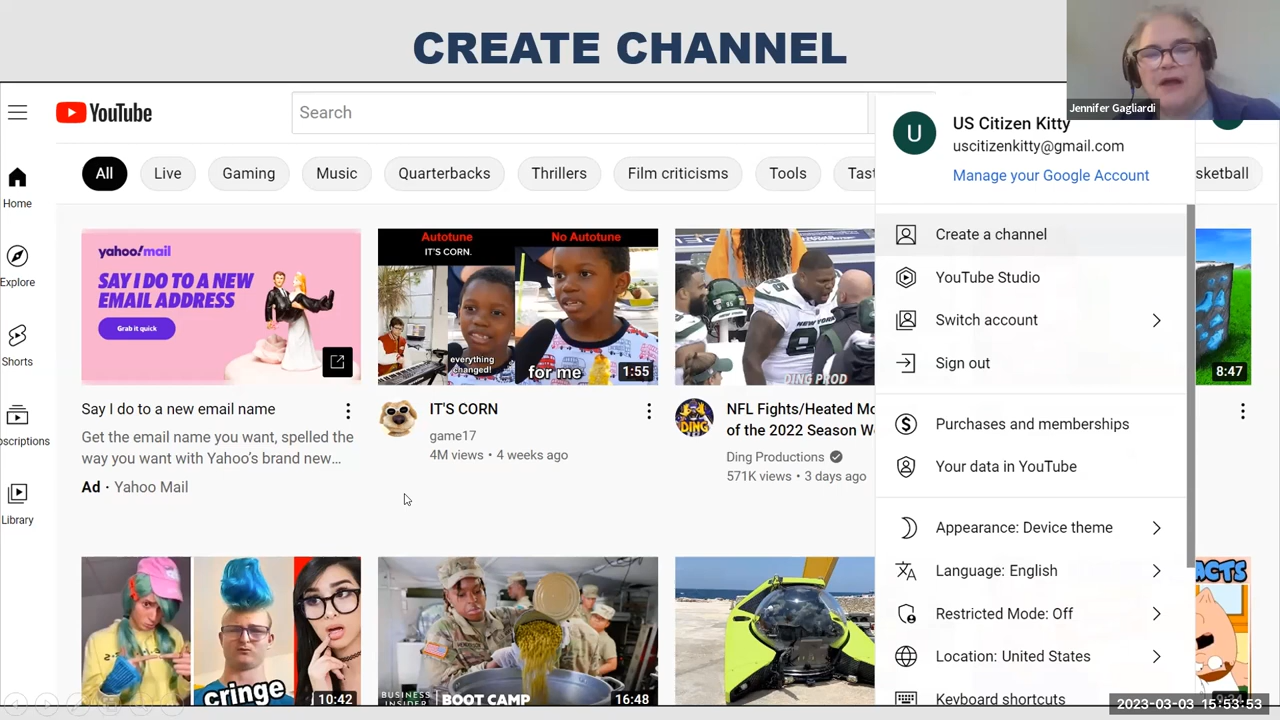 CREATE CHANNEL
Jennifer Gagliardi
YouTube
Search
U
US Citizen Kitty
uscitizenkitty@gmail.com
Manage your Google Account
All
Live
Gaming
Music
Quarterbacks
Thrillers
Film criticisms
Tools
Tast
sketball
Home
Explore
Shorts
bscriptions
Library
yahoo!mail
SAY I DO TO A NEW
EMAIL ADDRESS
Grab it quick
Say I do to a new email name
Get the email name you want, spelled the
way you want with Yahoo's brand new...
Ad · Yahoo Mail
Autotune
No Autotune
IT'S CORN.
everything
changed!
for me
1:55
IT'S CORN
game17
4M views • 4 weeks ago
NEW YORK
DING PROD
DING
NFL Fights/Heated Mo
of the 2022 Season W
Ding Productions
571K views • 3 days ago
8:47
Create a channel
YouTube Studio
Switch account
Sign out
Purchases and memberships
Your data in YouTube
Appearance: Device theme
Language: English
Restricted Mode: Off
Location: United States
Keyboard shortcuts
cringe
10:42
BUSINESS
INSIDER
BOOT CAMP
16:48
ACTS
2023-03-03 15:53:53